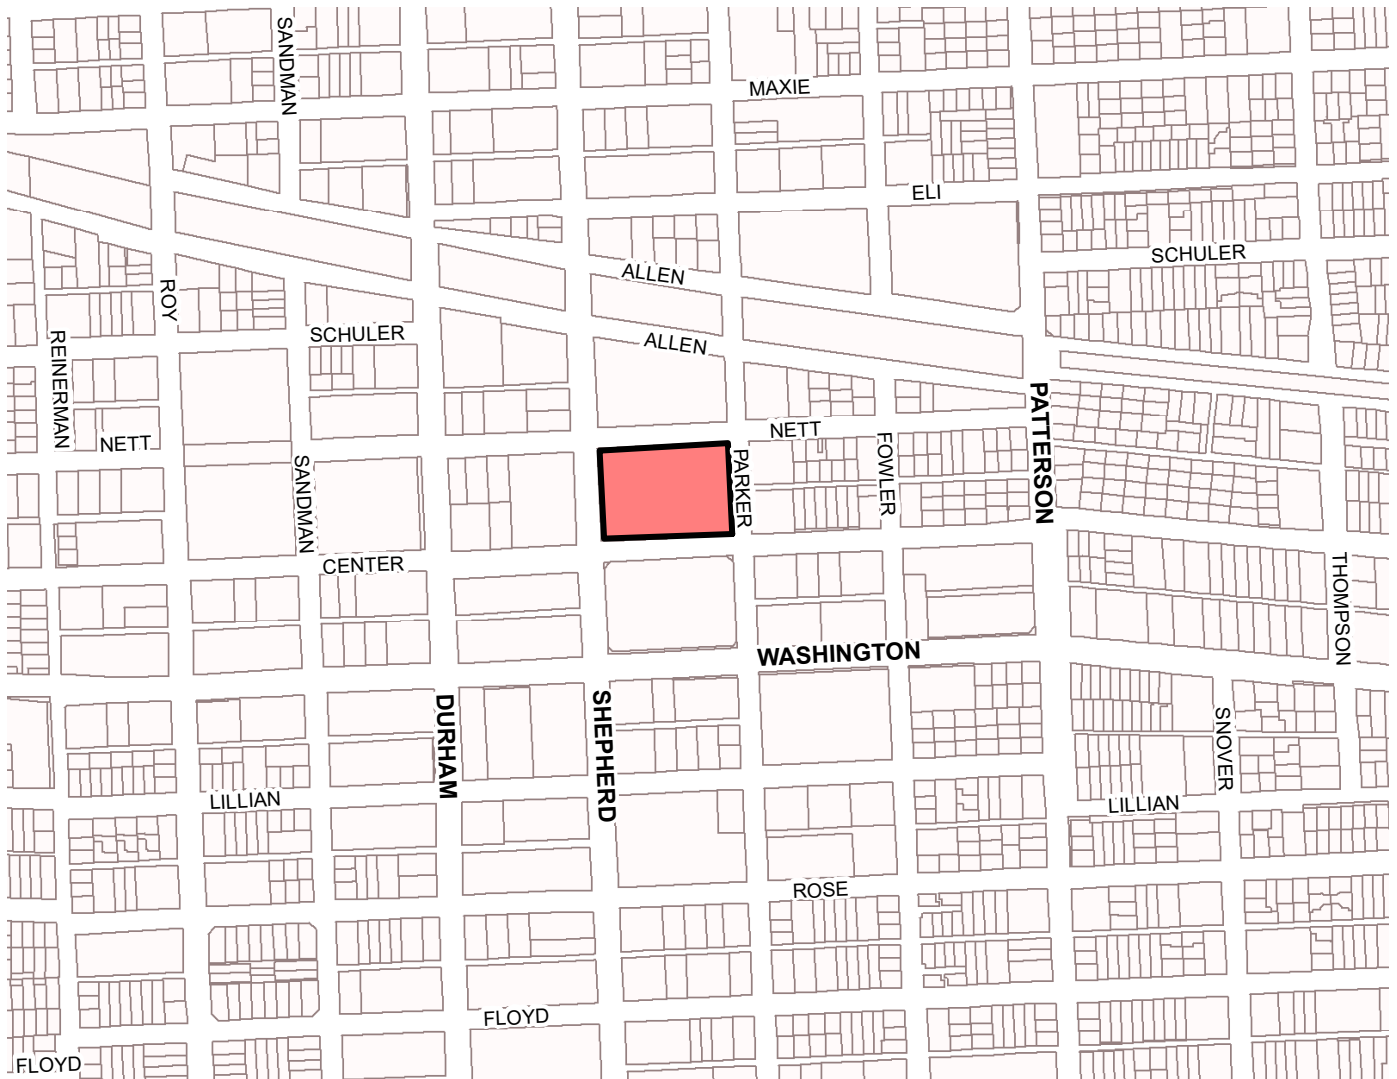 SANDMAN
MAXIE
ELI
SCHULER
ALLEN
ROY
SCHULER
ALLEN
REINERMAN
PATTERSON
NETT
NETT
FOWLER
PARKER
SANDMAN
CENTER
THOMPSON
WASHINGTON
DURHAM
SHEPHERD
SNOVER
LILLIAN
LILLIAN
ROSE
FLOYD
FLOYD